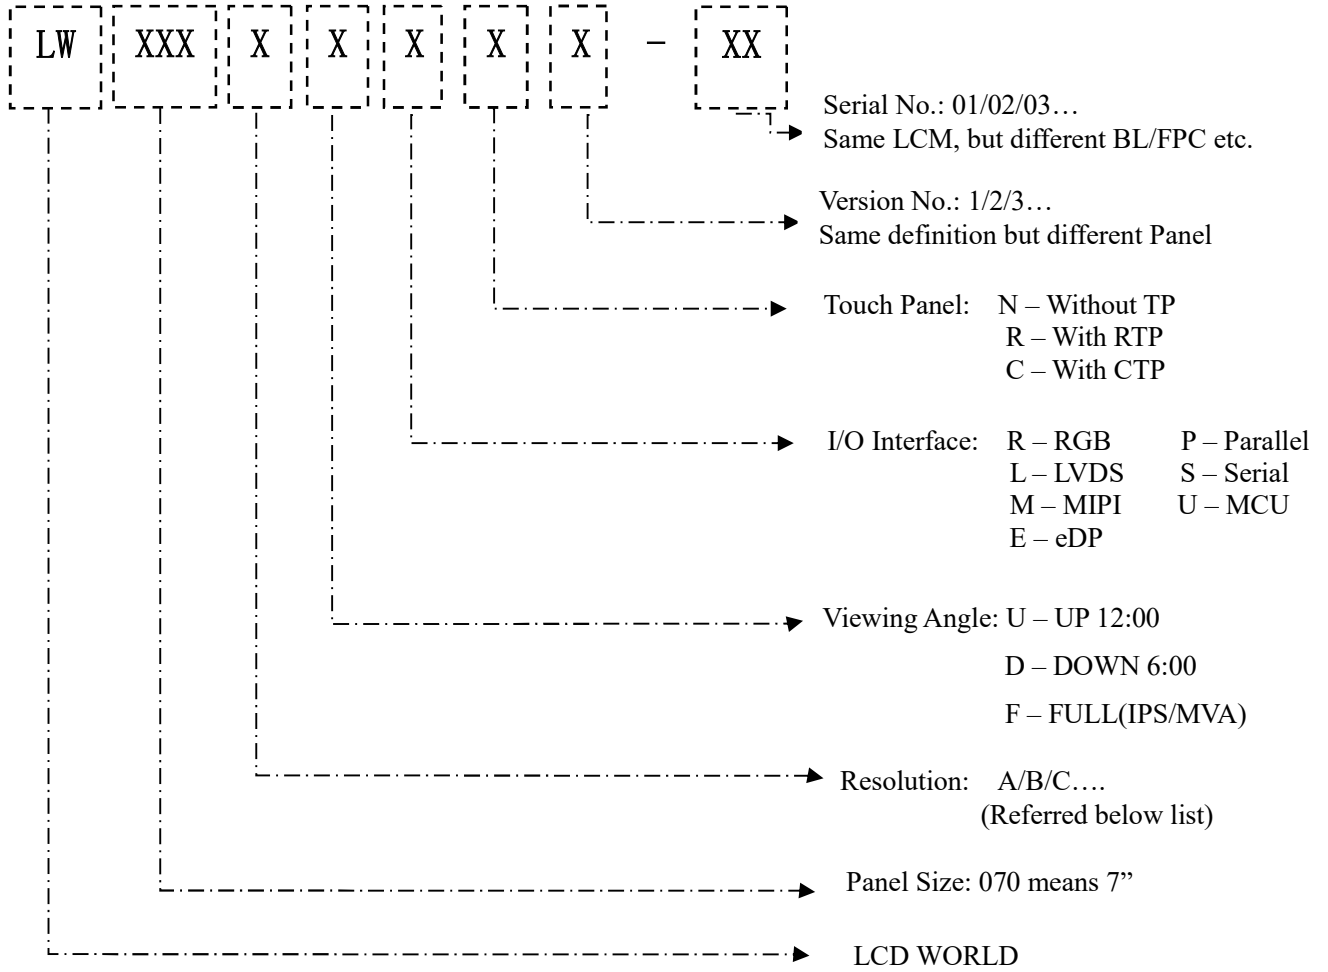 LW XXX X X X X X - XX
Serial No.: 01/02/03…
Same LCM, but different BL/FPC etc.
Version No.: 1/2/3…
Same definition but different Panel
Touch Panel: N – Without TP
R – With RTP
C – With CTP
I/O Interface: R – RGB P – Parallel
L – LVDS S – Serial
M – MIPI U – MCU
E – eDP
Viewing Angle: U – UP 12:00
D – DOWN 6:00
F – FULL(IPS/MVA)
Resolution: A/B/C….
(Referred below list)
Panel Size: 070 means 7”
LCD WORLD